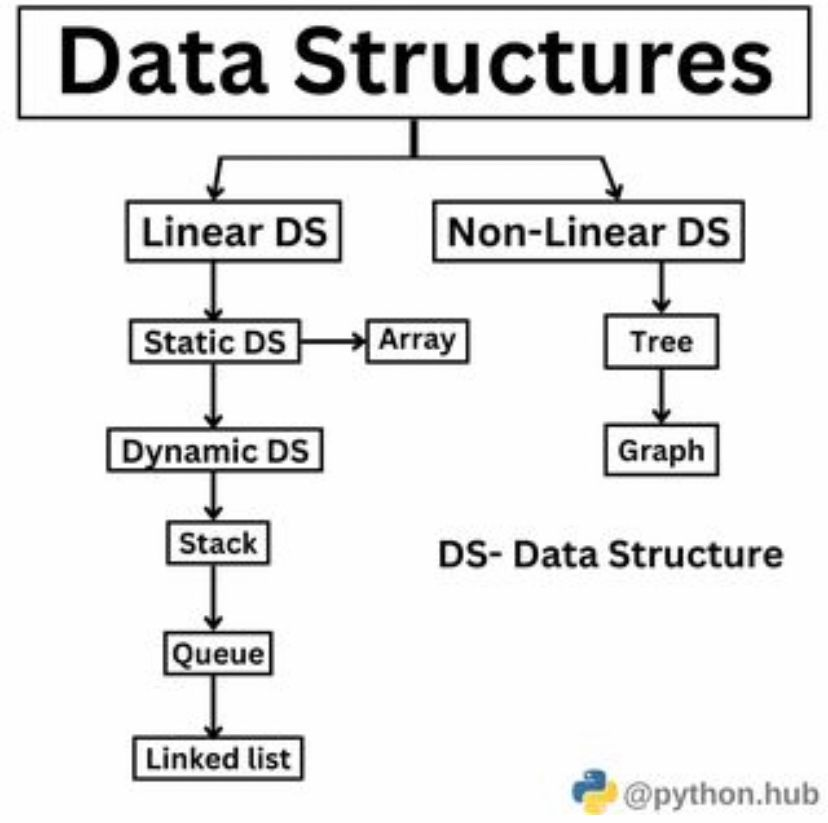 Data Structures
Linear DS
Non-Linear DS
Static DS
Array
Tree
Dynamic DS
Graph
Stack
DS- Data Structure
Queue
Linked list
@python.hub